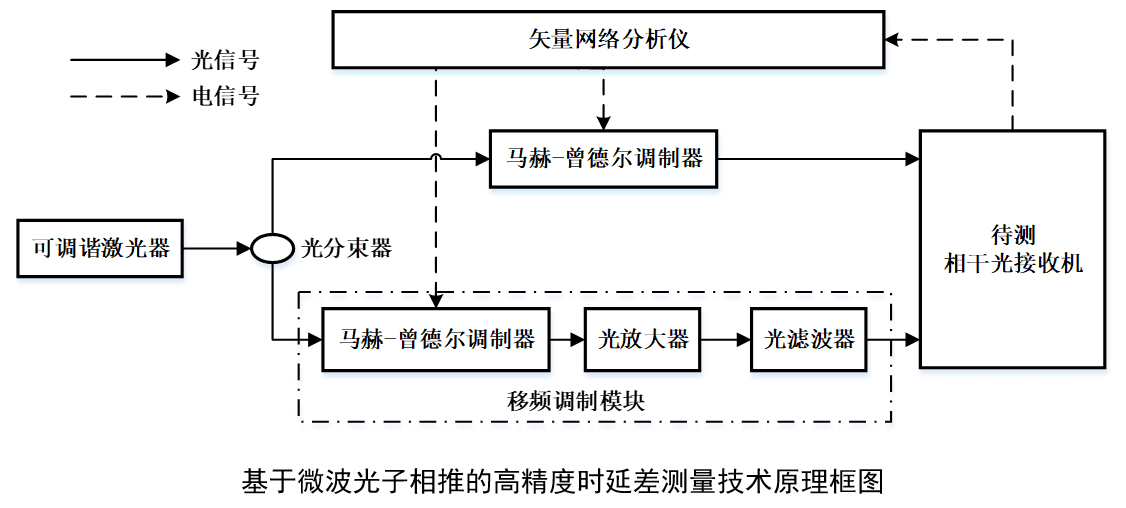 矢量网络分析仪
光信号
电信号
马赫-曾德尔调制器
可调谐激光器
光分束器
待测
相干光接收机
马赫-曾德尔调制器
光放大器
光滤波器
移频调制模块
基于微波光子相推的高精度时延差测量技术原理框图